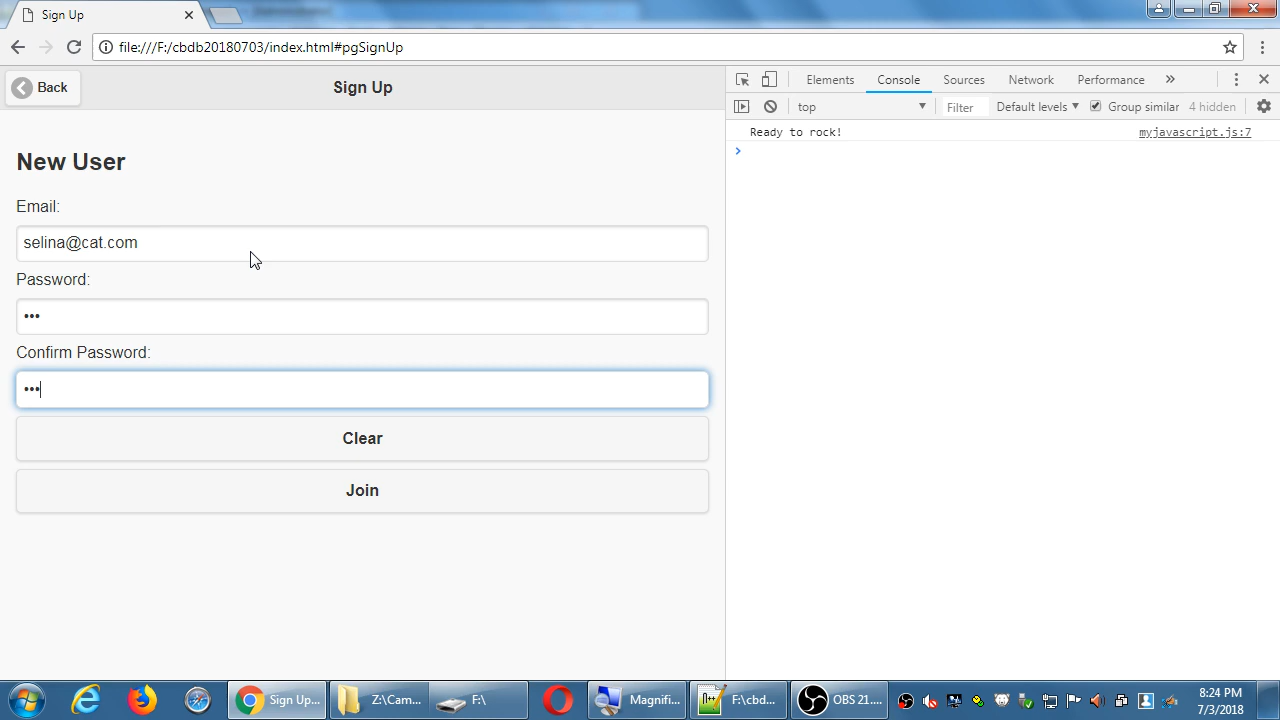 Sign Up
file:///F:/cbdb20180703/index.html#pgSignUp
Back
Sign Up
New User
Email:
selina@cat.com
Password:
•••
Confirm Password:
•••
Clear
Join
Elements Console Sources Network Performance »
top Filter Default levels Group similar 4 hidden
Ready to rock! myjavascript.js:7
Sign Up...
Z:\Cam...
F:\
Magnifi...
F:\cbd...
OBS 21....
8:24 PM
7/3/2018